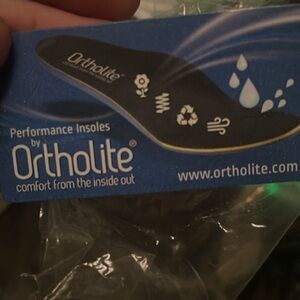 Ortholite
Performance Insoles
by
Ortholite®
comfort from the inside out
www.ortholite.com